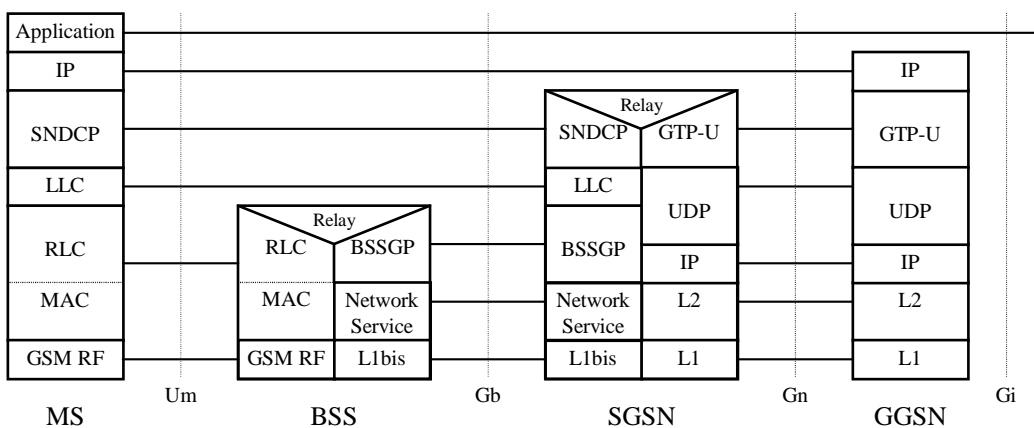 Application
IP
SNDCP
LLC
RLC
MAC
GSM RF
Relay
RLC
BSSGP
MAC
Network
Service
GSM RF
L1bis
Relay
SNDCP
GTP-U
LLC
UDP
BSSGP
IP
Network
Service
L2
L1bis
L1
IP
GTP-U
UDP
IP
L2
L1
Um
Gb
Gn
Gi
MS
BSS
SGSN
GGSN